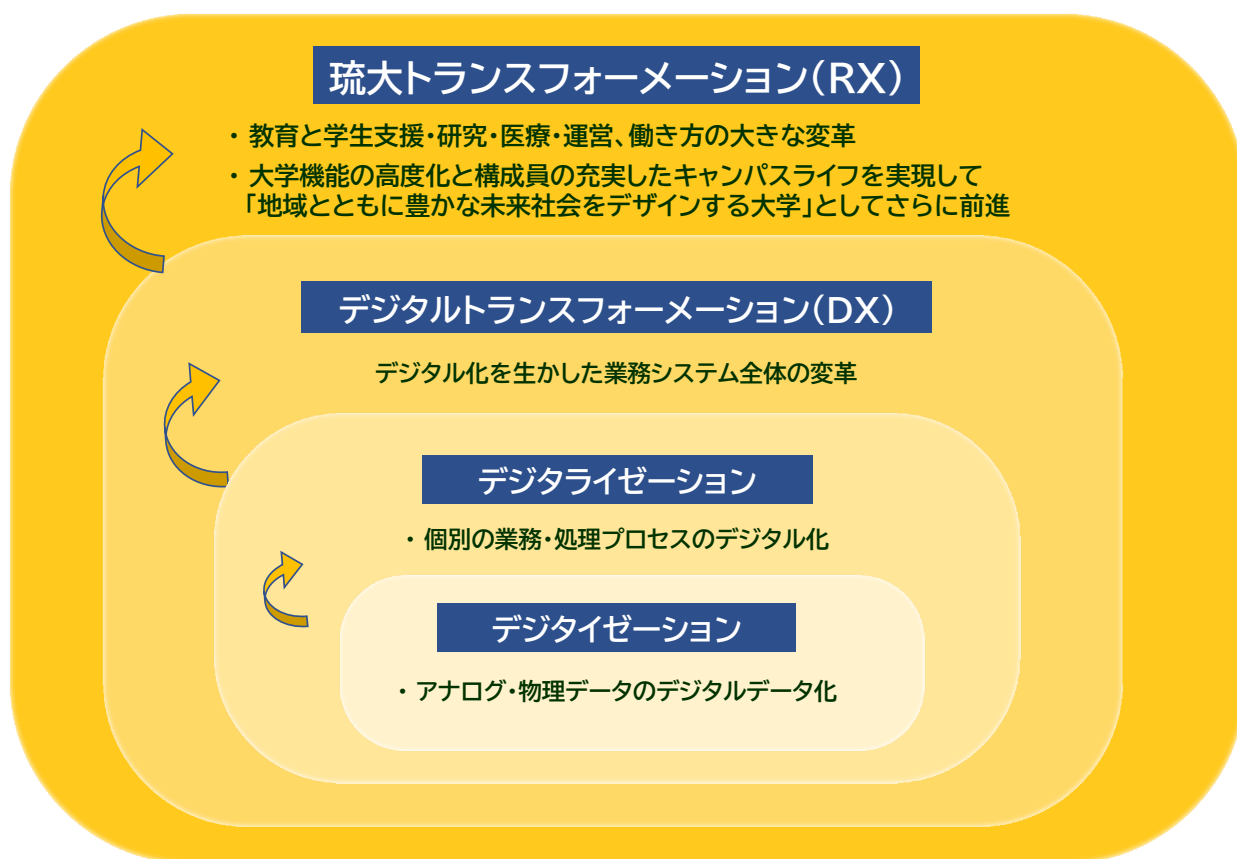 琉大トランスフォーメーション(RX)
・教育と学生支援・研究・医療・運営、働き方の大きな変革
・大学機能の高度化と構成員の充実したキャンパスライフを実現して
「地域とともに豊かな未来社会をデザインする大学」としてさらに前進
デジタルトランスフォーメーション(DX)
デジタル化を生かした業務システム全体の変革
デジタライゼーション
・個別の業務・処理プロセスのデジタル化
デジタイゼーション
・アナログ・物理データのデジタルデータ化